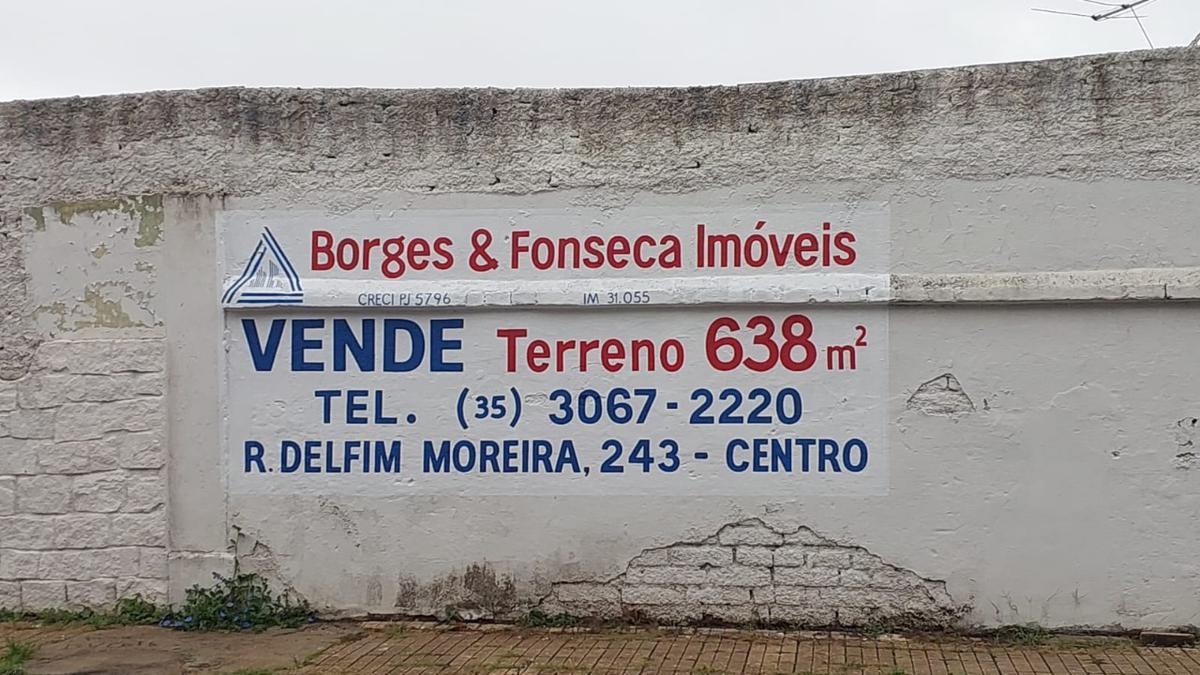 Borges & Fonseca Imóveis
CRECI PJ 5796 IM 31.055
VENDE Terreno 638 m²
TEL. (35) 3067-2220
R. DELFIM MOREIRA, 243 - CENTRO